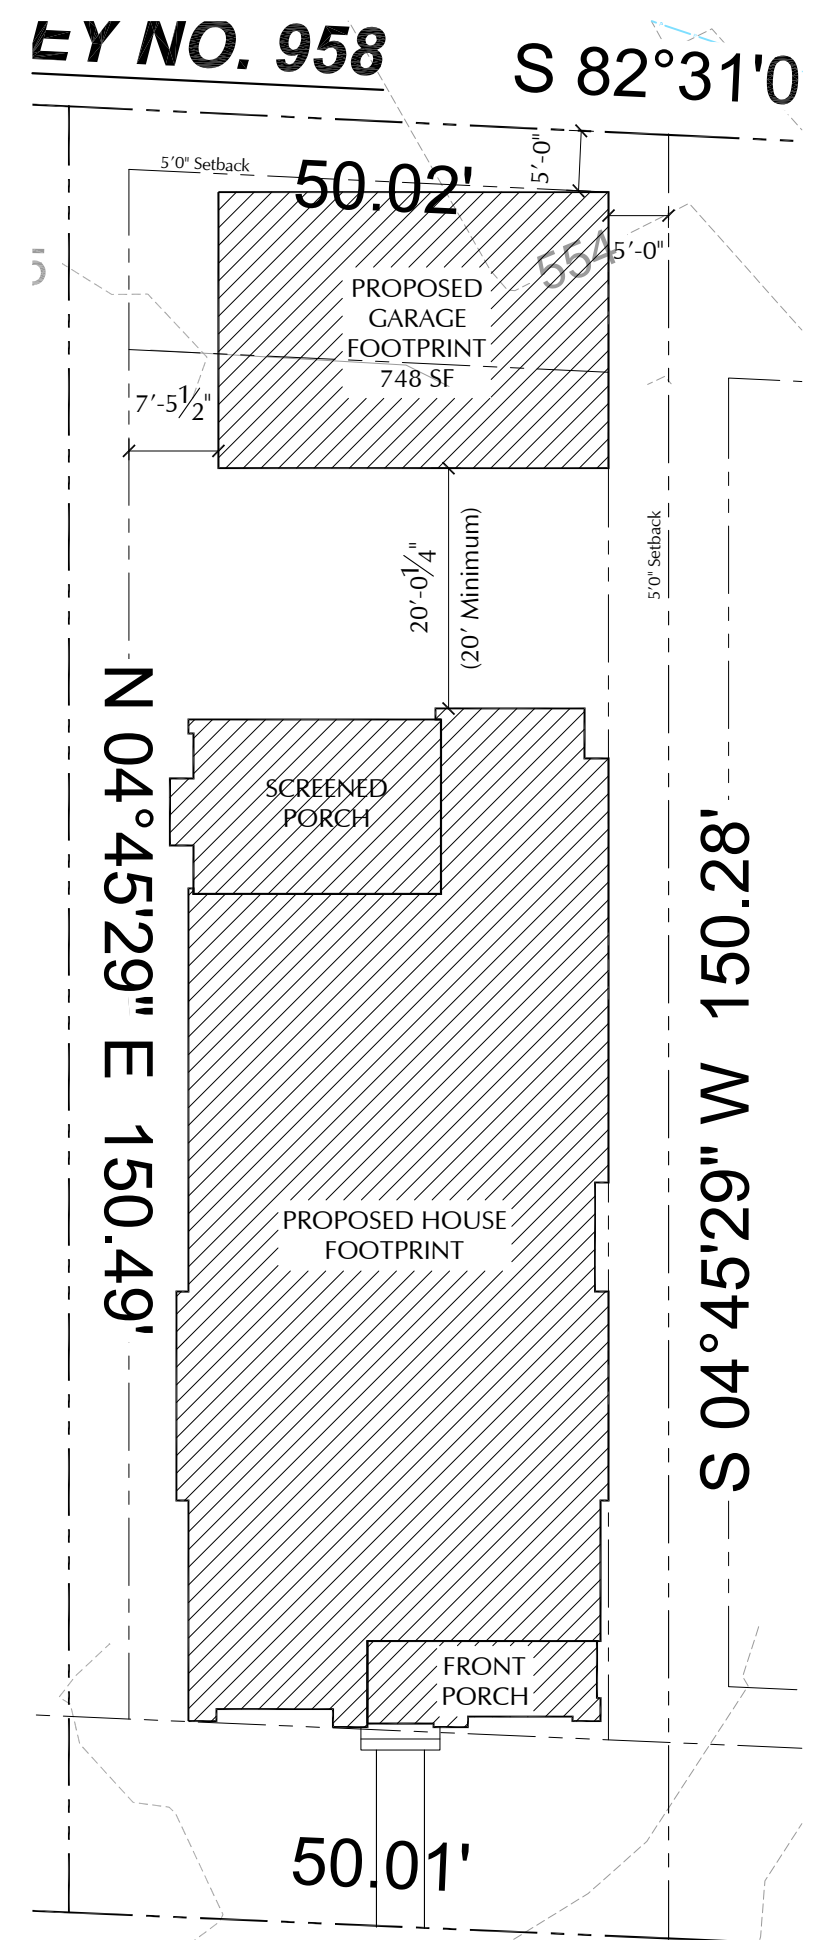 EY NO. 958
S 82°31'0
5'-0"
5'0" Setback
50.02'
5
554
5'-0"
PROPOSED
GARAGE
FOOTPRINT
748 SF
7'-5½"
20'-0¼"
(20' Minimum)
5'0" Setback
N 04°45'29" E 150.49'
SCREENED
PORCH
S 04°45'29" W 150.28'
PROPOSED HOUSE
FOOTPRINT
FRONT
PORCH
50.01'